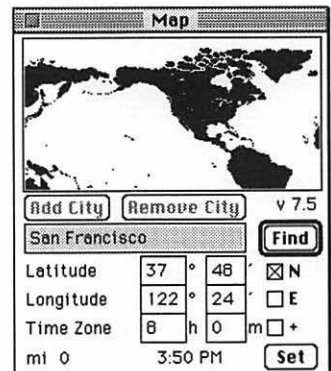 Map
Add City Remove City v 7.5
San Francisco Find
Latitude 37 ° 48 ´ N
Longitude 122 ° 24 ´ E
Time Zone 8 h 0 m +
mi 0 3:50 PM Set